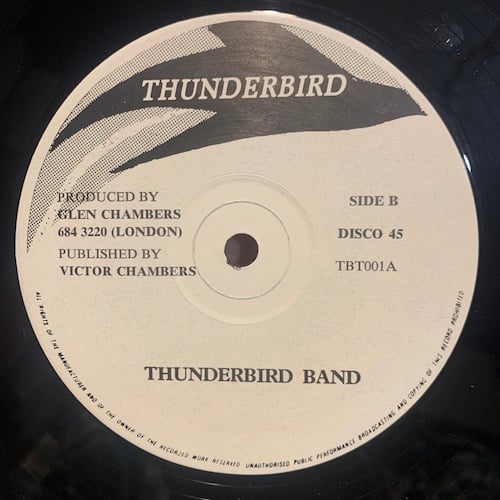 THUNDERBIRD
PRODUCED BY
GLEN CHAMBERS
684 3220 (LONDON)
PUBLISHED BY
VICTOR CHAMBERS
SIDE B
DISCO 45
TBT001A
THUNDERBIRD BAND
ALL RIGHTS OF THE MANUFACTURER AND OF THE OWNER OF THE RECORDED WORK RESERVED. UNAUTHORISED PUBLIC PERFORMANCE BROADCASTING AND COPYING OF THIS RECORD PROHIBITED